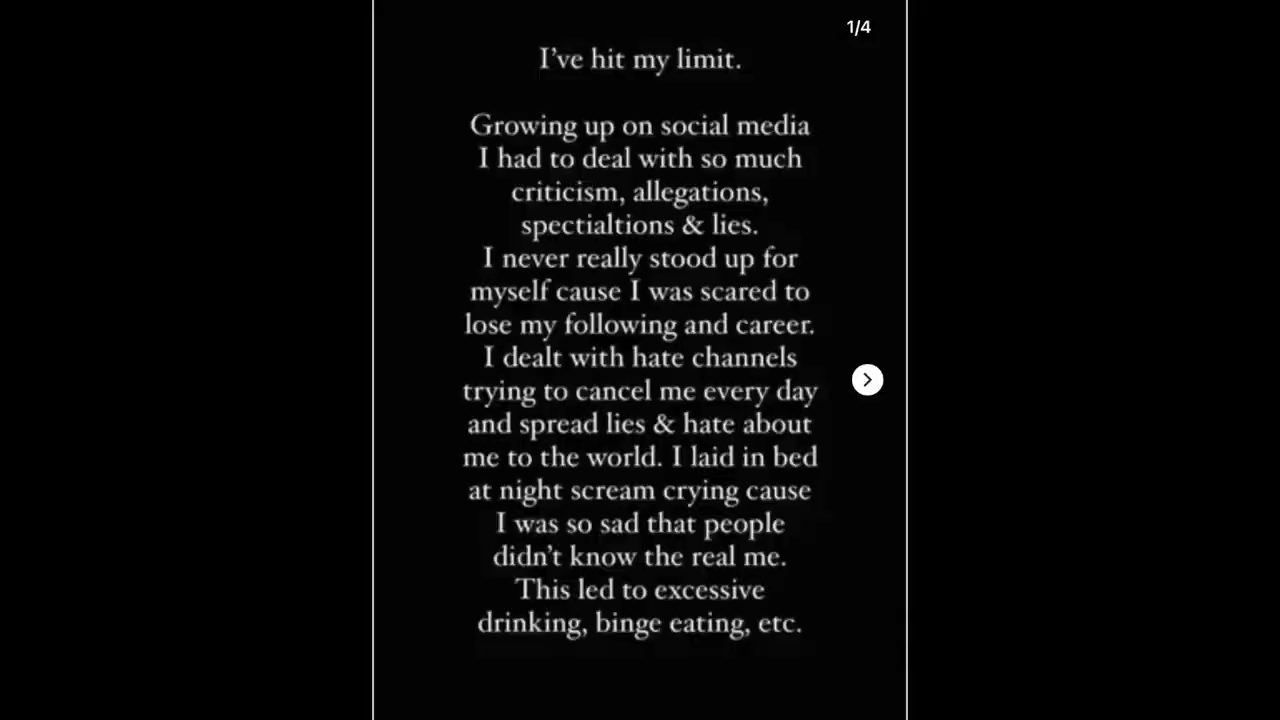 1/4
I've hit my limit.
Growing up on social media
I had to deal with so much
criticism, allegations,
spectialtions & lies.
I never really stood up for
myself cause I was scared to
lose my following and career.
I dealt with hate channels
trying to cancel me every day
and spread lies & hate about
me to the world. I laid in bed
at night scream crying cause
I was so sad that people
didn't know the real me.
This led to excessive
drinking, binge eating, etc.